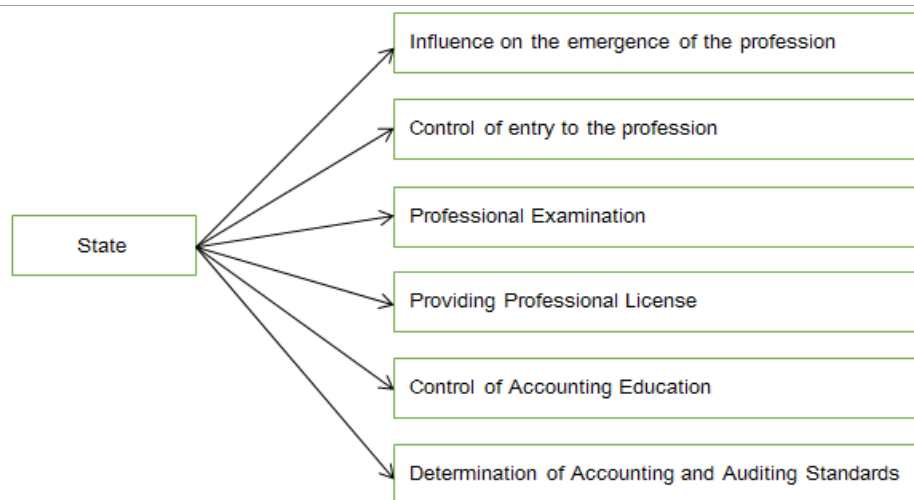 Influence on the emergence of the profession
Control of entry to the profession
Professional Examination
State
Providing Professional License
Control of Accounting Education
Determination of Accounting and Auditing Standards